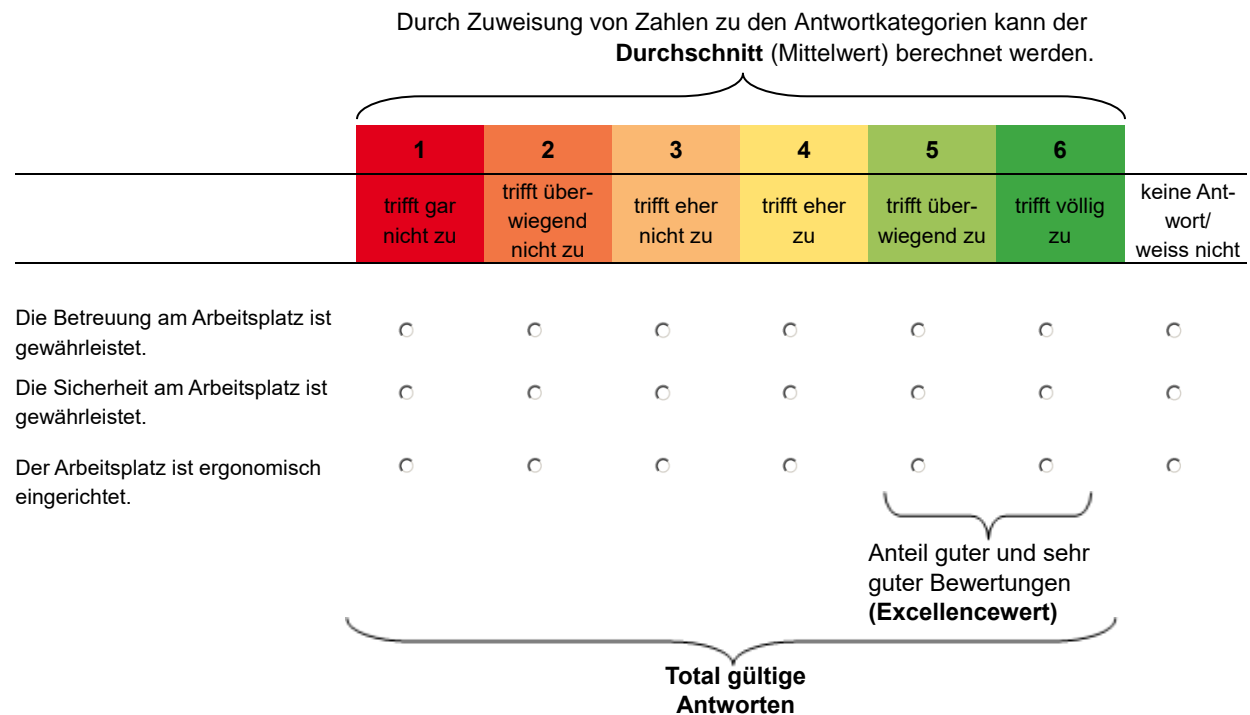 Durch Zuweisung von Zahlen zu den Antwortkategorien kann der
Durchschnitt (Mittelwert) berechnet werden.
1 2 3 4 5 6
trifft gar
nicht zu
trifft über-
wiegend
nicht zu
trifft eher
nicht zu
trifft eher
zu
trifft über-
wiegend zu
trifft völlig
zu
keine Ant-
wort/
weiss nicht
Die Betreuung am Arbeitsplatz ist
gewährleistet.
Die Sicherheit am Arbeitsplatz ist
gewährleistet.
Der Arbeitsplatz ist ergonomisch
eingerichtet.
Anteil guter und sehr
guter Bewertungen
(Excellencewert)
Total gültige
Antworten